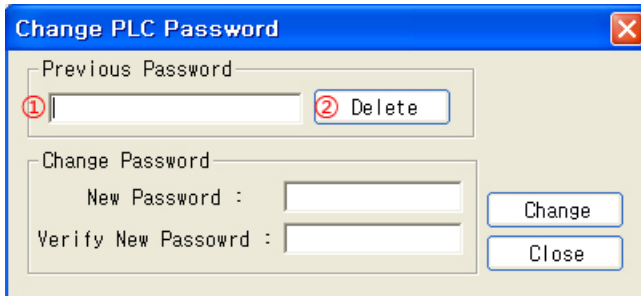 Change PLC Password
Previous Password
① ② Delete
Change Password
New Password :
Change
Verify New Passowrd :
Close